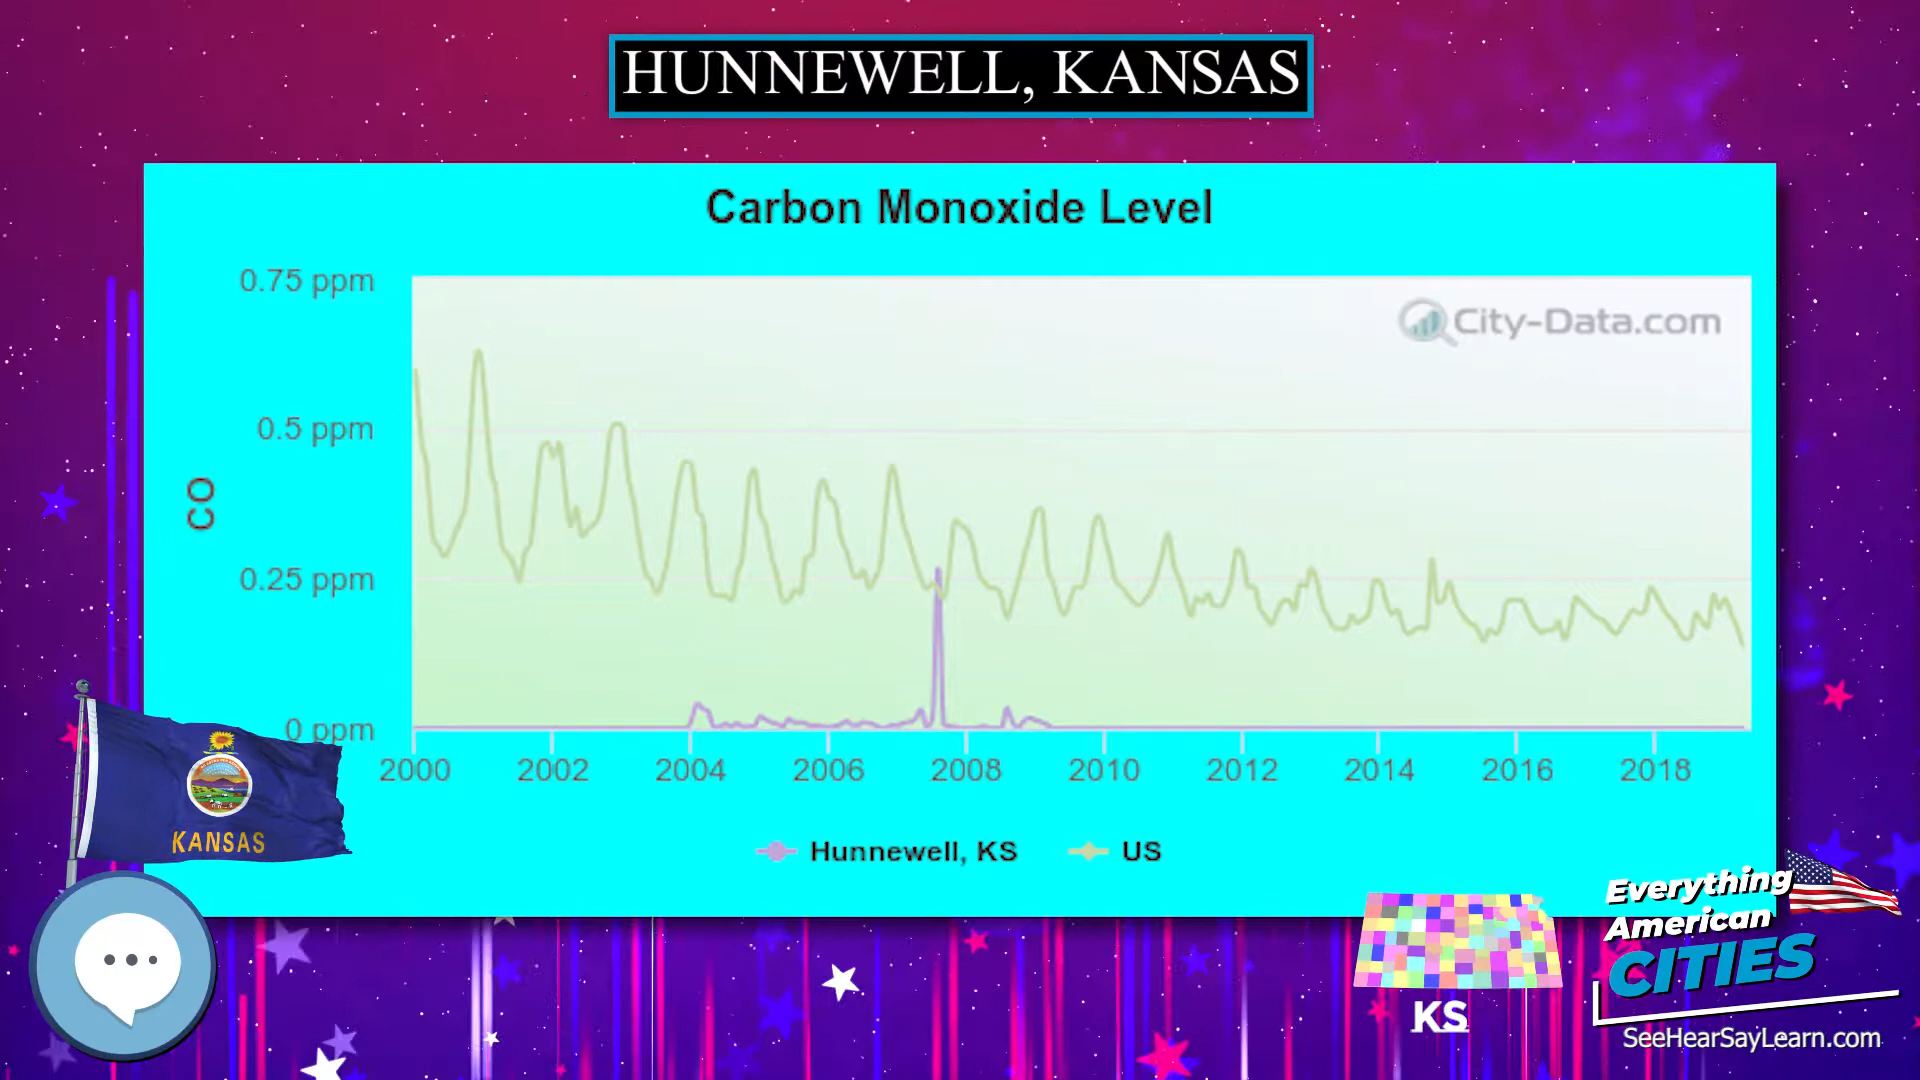 HUNNEWELL, KANSAS
Carbon Monoxide Level
0.75 ppm
City-Data.com
0.5 ppm
CO
0.25 ppm
0 ppm
2000 2002 2004 2006 2008 2010 2012 2014 2016 2018
KANSAS
Hunnewell, KS US
Everything
American
CITIES
KS
SeeHearSayLearn.com